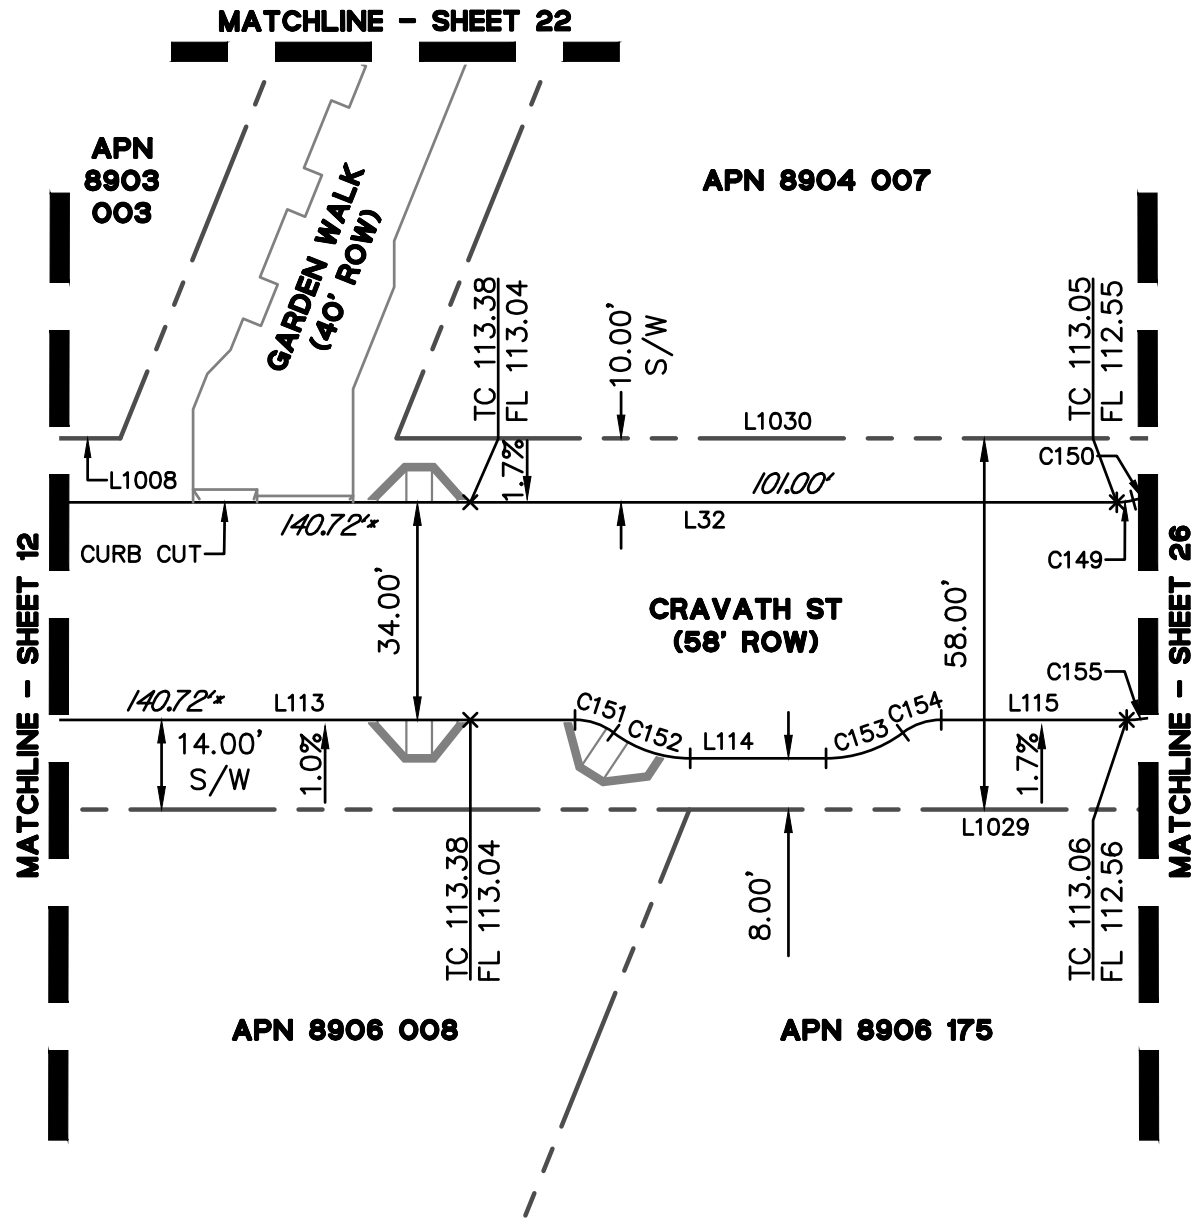 MATCHLINE - SHEET 22
APN
8903
003
APN 8904 007
GARDEN WALK
(40' ROW)
TC 113.38
FL 113.04
10.00'
S/W
TC 113.05
FL 112.55
L1030
L1008
1.7%
C150
101.00'
140.72'*
L32
CURB CUT
C149
MATCHLINE - SHEET 12
34.00'
CRAVATH ST
(58' ROW)
58.00'
MATCHLINE - SHEET 26
C155
140.72'*
L113
C151
C154
L115
14.00'
S/W
1.0%
C152
L114
C153
1.7%
L1029
TC 113.38
FL 113.04
8.00'
TC 113.06
FL 112.56
APN 8906 008
APN 8906 175